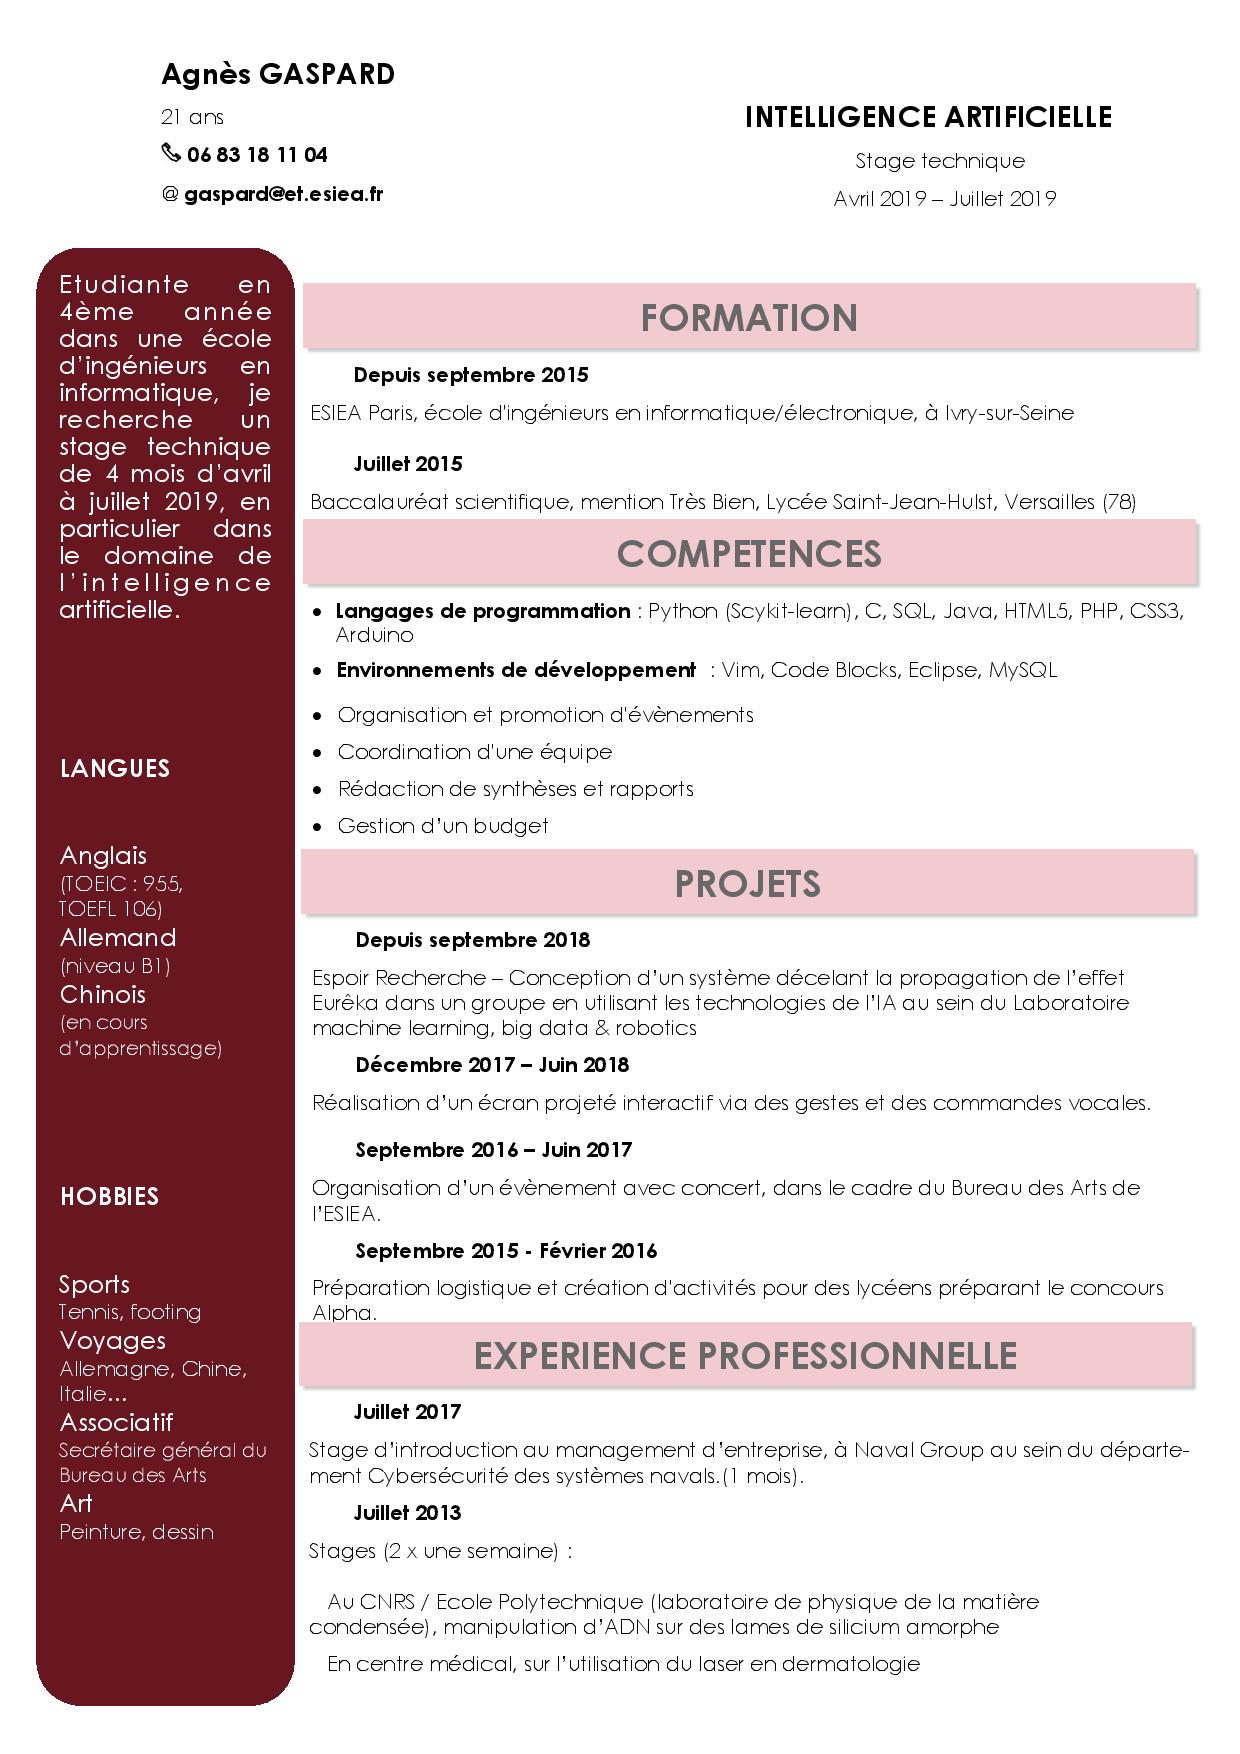 Agnès GASPARD
21 ans
06 83 18 11 04
@ gaspard@et.esiea.fr
INTELLIGENCE ARTIFICIELLE
Stage technique
Avril 2019 – Juillet 2019
Etudiante en
4ème année
dans une école
d’ingénieurs en
informatique, je
recherche un
stage technique
de 4 mois d’avril
à juillet 2019, en
particulier dans
le domaine de
l’intelligence
artificielle.
LANGUES
Anglais
(TOEIC : 955,
TOEFL 106)
Allemand
(niveau B1)
Chinois
(en cours
d’apprentissage)
HOBBIES
Sports
Tennis, footing
Voyages
Allemagne, Chine,
Italie…
Associatif
Secrétaire général du
Bureau des Arts
Art
Peinture, dessin
FORMATION
Depuis septembre 2015
ESIEA Paris, école d'ingénieurs en informatique/électronique, à Ivry-sur-Seine
Juillet 2015
Baccalauréat scientifique, mention Très Bien, Lycée Saint-Jean-Hulst, Versailles (78)
COMPETENCES
• Langages de programmation : Python (Scykit-learn), C, SQL, Java, HTML5, PHP, CSS3,
Arduino
• Environnements de développement : Vim, Code Blocks, Eclipse, MySQL
• Organisation et promotion d'évènements
• Coordination d'une équipe
• Rédaction de synthèses et rapports
• Gestion d’un budget
PROJETS
Depuis septembre 2018
Espoir Recherche – Conception d’un système décelant la propagation de l’effet
Eurêka dans un groupe en utilisant les technologies de l’IA au sein du Laboratoire
machine learning, big data & robotics
Décembre 2017 – Juin 2018
Réalisation d’un écran projeté interactif via des gestes et des commandes vocales.
Septembre 2016 – Juin 2017
Organisation d’un évènement avec concert, dans le cadre du Bureau des Arts de
l’ESIEA.
Septembre 2015 - Février 2016
Préparation logistique et création d'activités pour des lycéens préparant le concours
Alpha.
EXPERIENCE PROFESSIONNELLE
Juillet 2017
Stage d’introduction au management d’entreprise, à Naval Group au sein du départe-
ment Cybersécurité des systèmes navals.(1 mois).
Juillet 2013
Stages (2 x une semaine) :
Au CNRS / Ecole Polytechnique (laboratoire de physique de la matière
condensée), manipulation d’ADN sur des lames de silicium amorphe
En centre médical, sur l’utilisation du laser en dermatologie